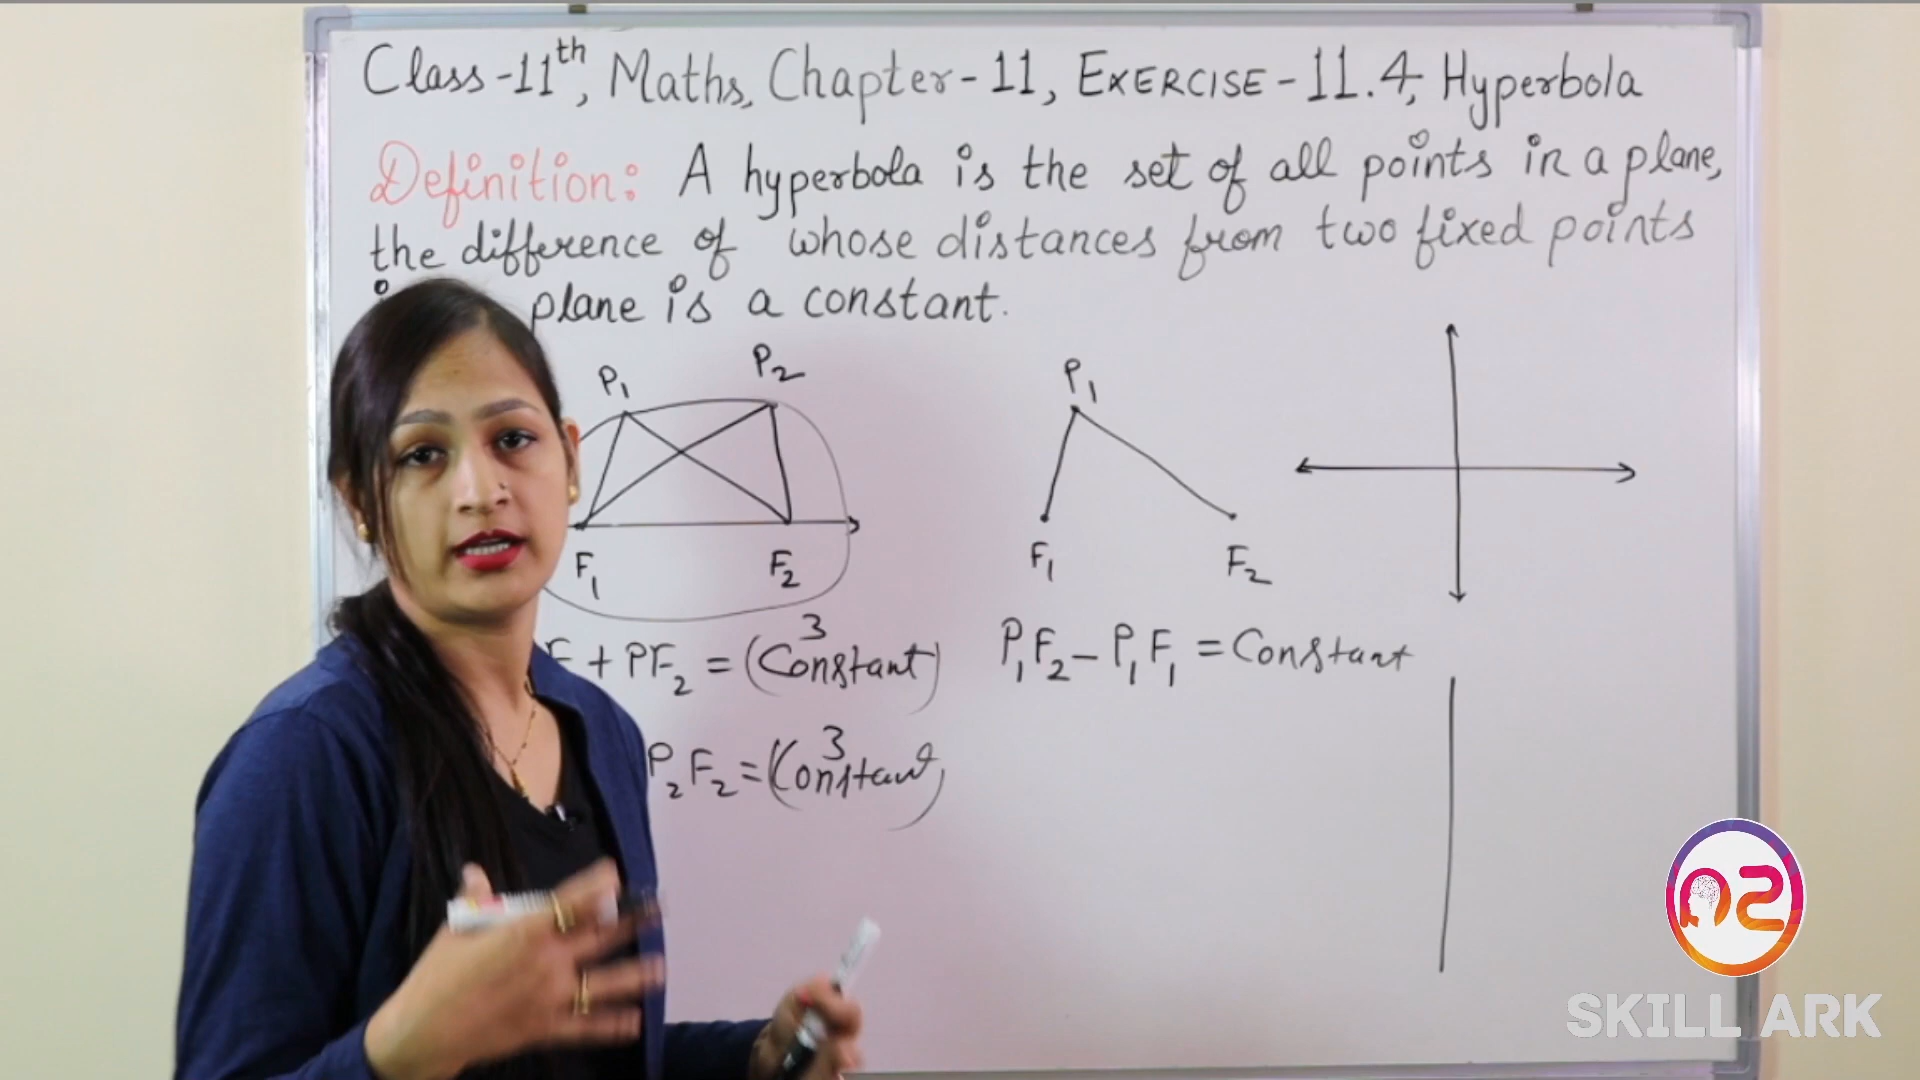 Class-11th, Maths, Chapter-11, EXERCISE-11.4, Hyperbola
Definition: A hyperbola is the set of all points in a plane,
the difference of whose distances from two fixed points
plane is a constant.
P1 P2
F1 F2
P1
F1 F2
+ PF2 = (Constant) 3
P2F2 = (Constant) 3
P1F2 - P1F1 = Constant
SKILL ARK